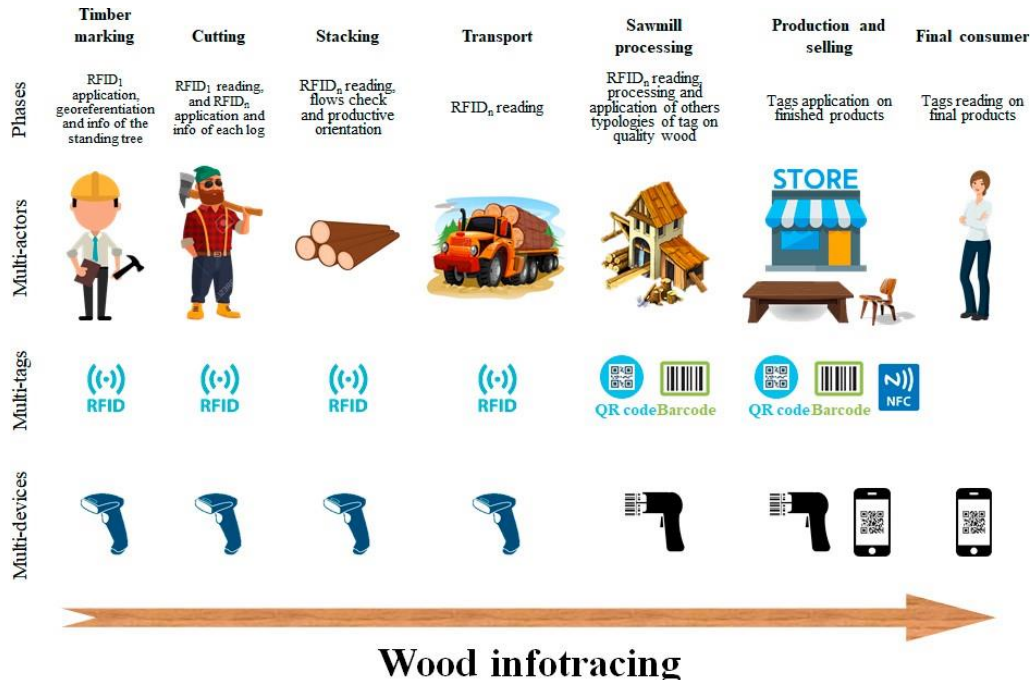 Timber
marking
Cutting
Stacking
Transport
Sawmill
processing
Production and
selling
Final consumer
Phases
RFID₁
application,
georeferentiation
and info of the
standing tree
RFID₁ reading,
and RFIDₙ
application and
info of each log
RFIDₙ reading,
flows check
and productive
orientation
RFIDₙ reading
RFIDₙ reading,
processing and
application of others
typologies of tag on
quality wood
Tags application on
finished products
Tags reading on
final products
Multi-actors
STORE
Multi-tags
RFID
RFID
RFID
RFID
QR code
Barcode
QR code
Barcode
NFC
Multi-devices
Wood infotracing